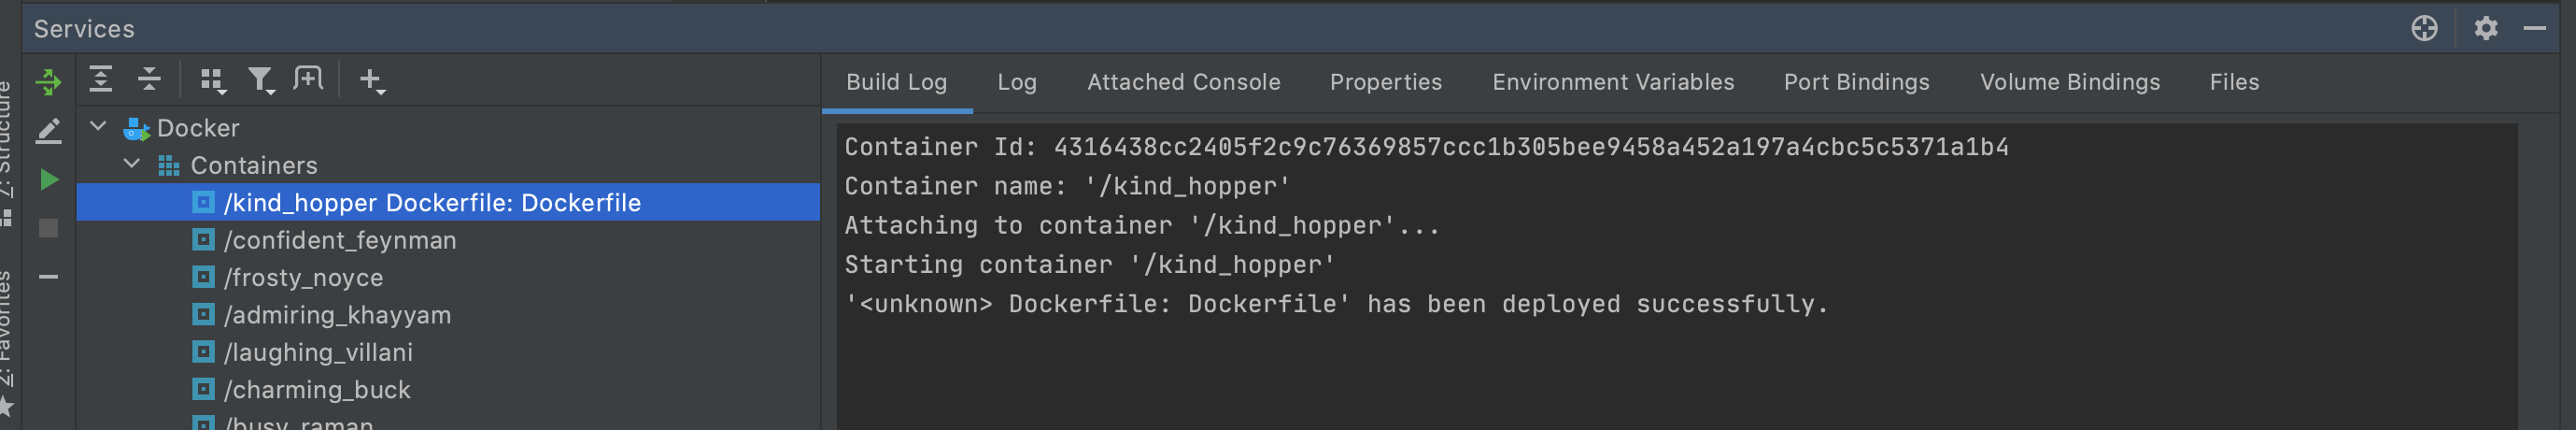 Services
Z: Structure
Z: Favorites
Docker
Containers
/kind_hopper Dockerfile: Dockerfile
/confident_feynman
/frosty_noyce
/admiring_khayyam
/laughing_villani
/charming_buck
/busy_raman
Build Log Log Attached Console Properties Environment Variables Port Bindings Volume Bindings Files
Container Id: 4316438cc2405f2c9c76369857ccc1b305bee9458a452a197a4cbc5c5371a1b4
Container name: '/kind_hopper'
Attaching to container '/kind_hopper'...
Starting container '/kind_hopper'
'<unknown> Dockerfile: Dockerfile' has been deployed successfully.